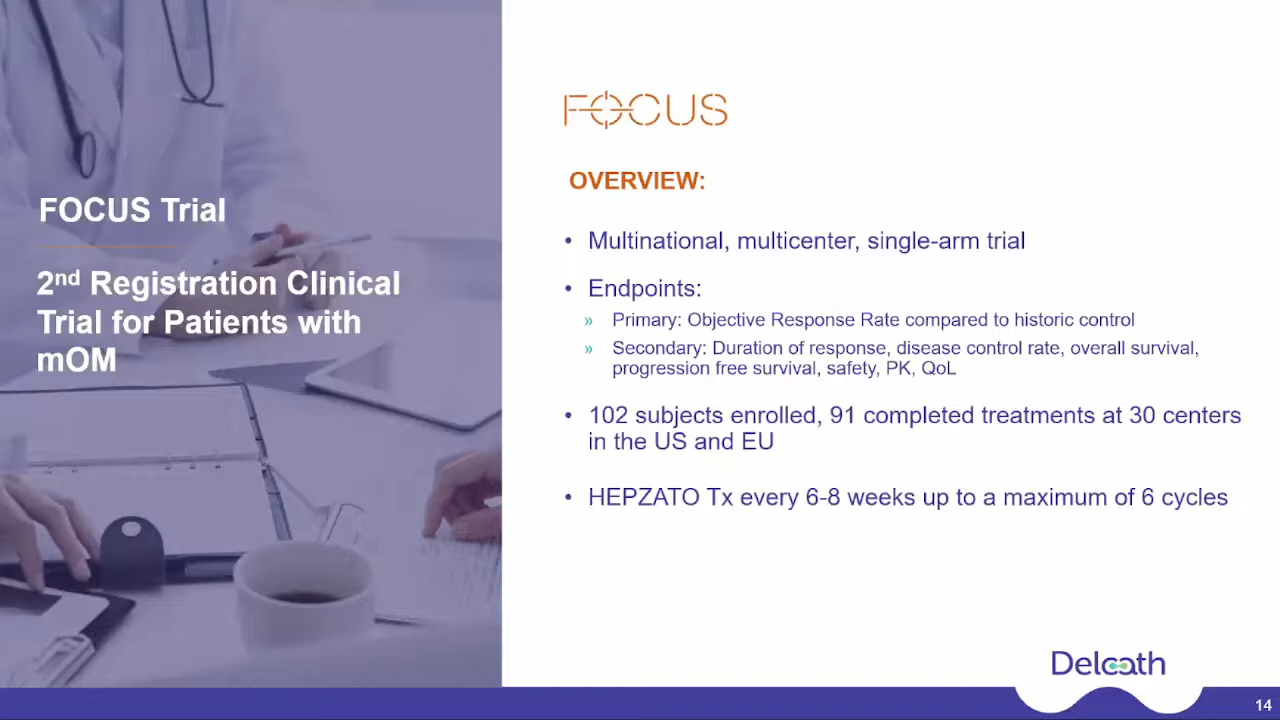 FOCUS Trial
2nd Registration Clinical
Trial for Patients with
mOM
FOCUS
OVERVIEW:
• Multinational, multicenter, single-arm trial
• Endpoints:
» Primary: Objective Response Rate compared to historic control
» Secondary: Duration of response, disease control rate, overall survival,
progression free survival, safety, PK, QoL
• 102 subjects enrolled, 91 completed treatments at 30 centers
in the US and EU
• HEPZATO Tx every 6-8 weeks up to a maximum of 6 cycles
Delcath
14